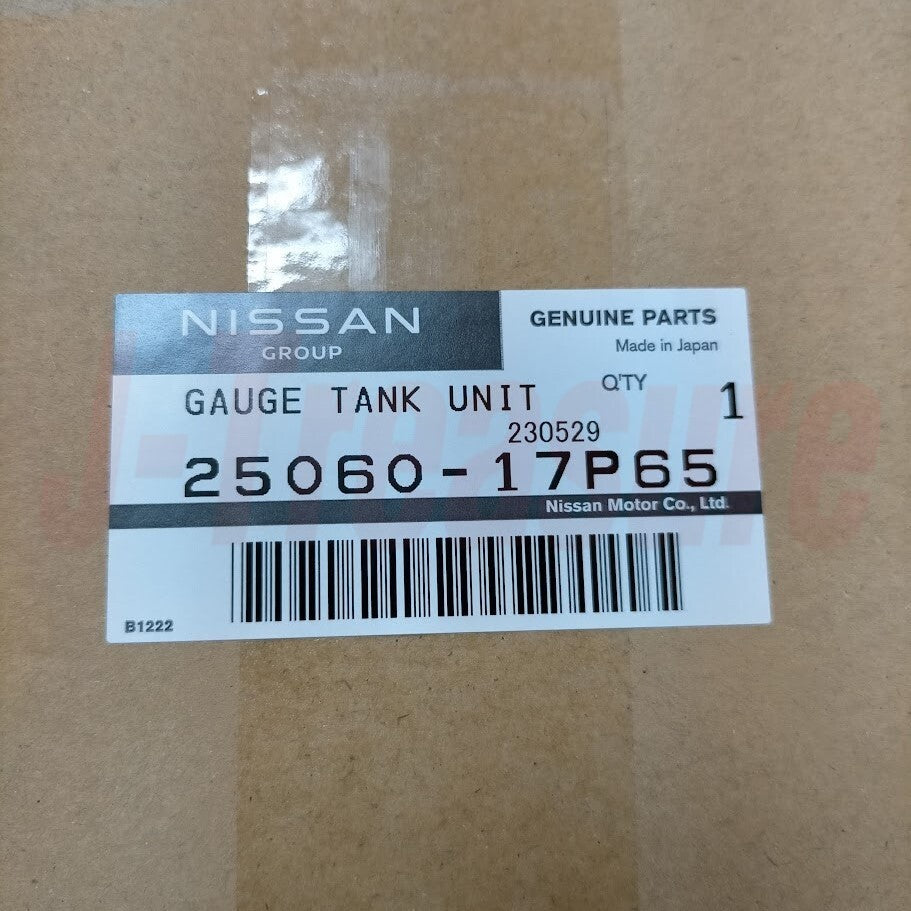 NISSAN
GROUP
GENUINE PARTS
Made in Japan
GAUGE TANK UNIT
Q'TY 1
230529
25060-17P65
Nissan Motor Co., Ltd.
B1222
J-Treasure